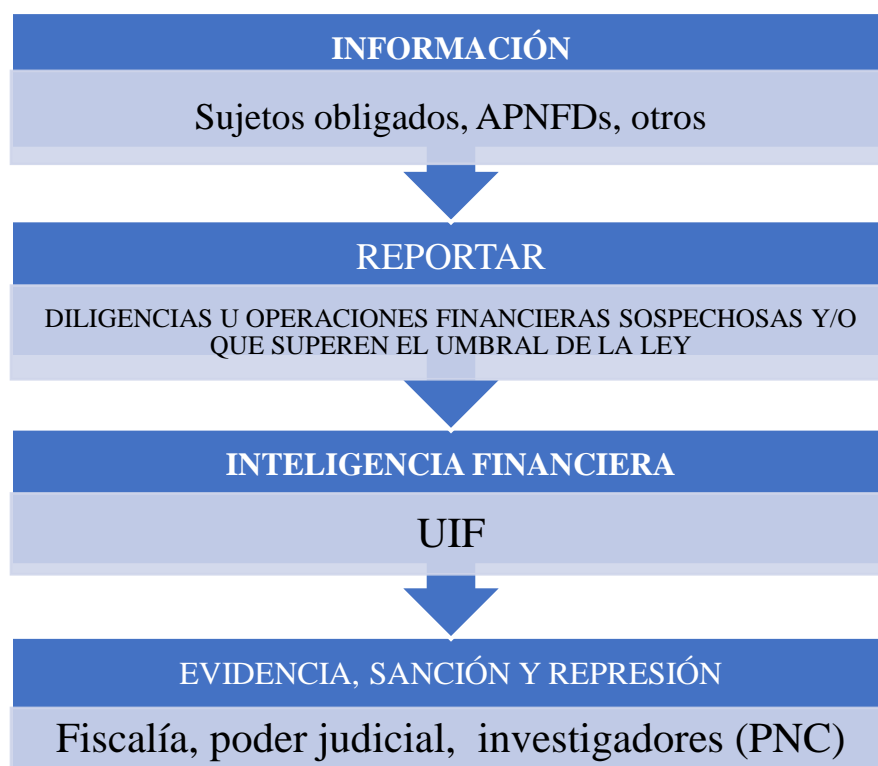 INFORMACIÓN
Sujetos obligados, APNFDs, otros
REPORTAR
DILIGENCIAS U OPERACIONES FINANCIERAS SOSPECHOSAS Y/O
QUE SUPEREN EL UMBRAL DE LA LEY
INTELIGENCIA FINANCIERA
UIF
EVIDENCIA, SANCIÓN Y REPRESIÓN
Fiscalía, poder judicial, investigadores (PNC)